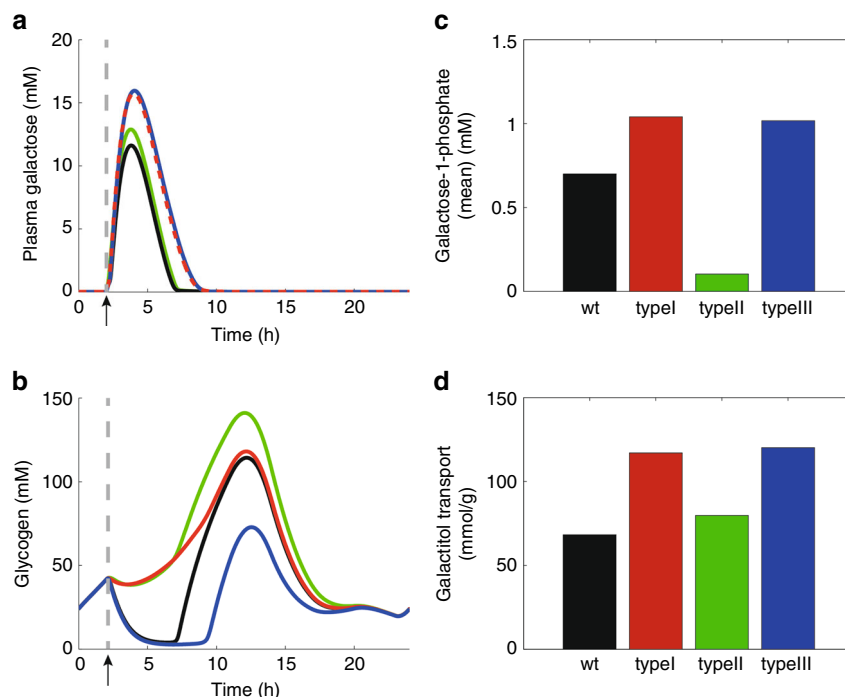 a
20
15
10
5
0
Plasma galactose (mM)
0 5 10 15 20
Time (h)
b
150
100
50
0
Glycogen (mM)
0 5 10 15 20
Time (h)
c
1.5
1
0.5
0
Galactose-1-phosphate
(mean) (mM)
wt typeI typeII typeIII
d
150
100
50
0
Galactitol transport
(mmol/g)
wt typeI typeII typeIII